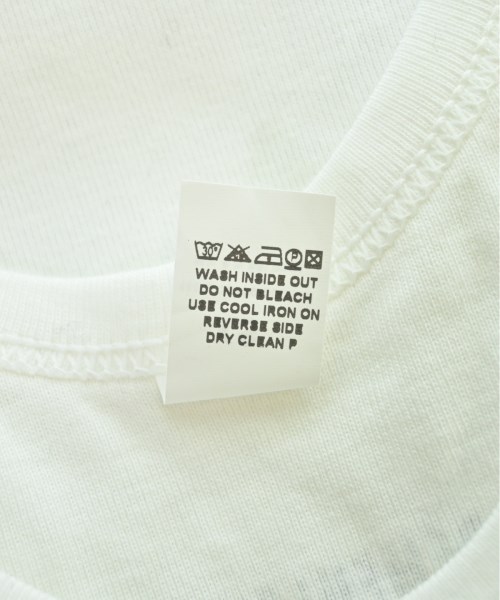 30°
WASH INSIDE OUT
DO NOT BLEACH
USE COOL IRON ON
REVERSE SIDE
DRY CLEAN P